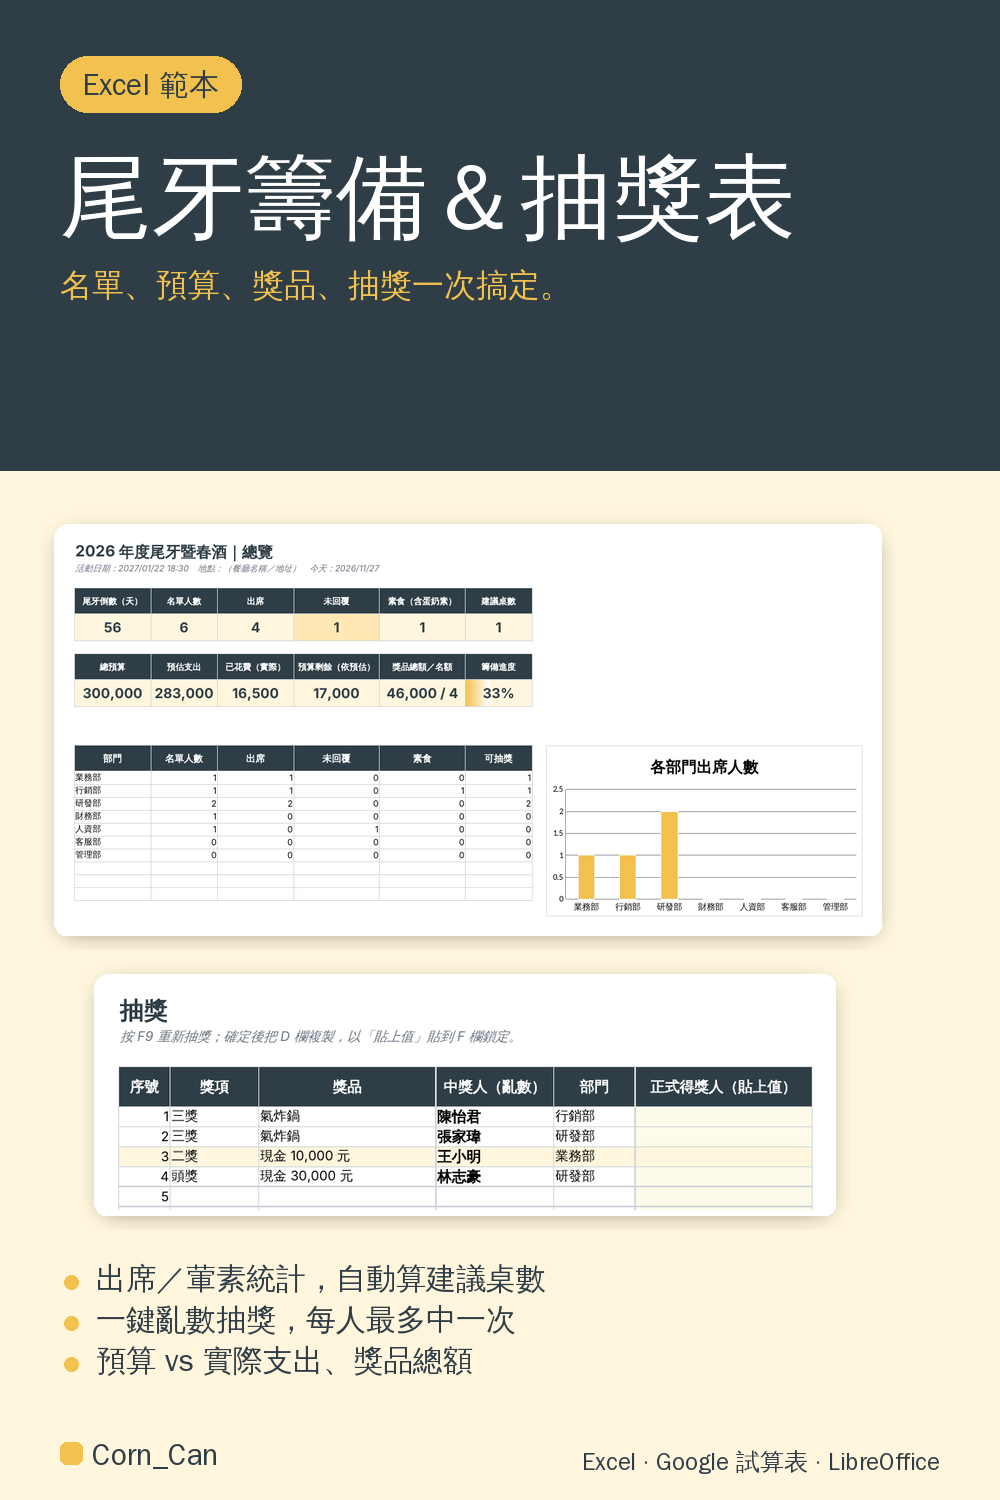 Excel 範本
尾牙籌備＆抽獎表
名單、預算、獎品、抽獎一次搞定。
2026 年度尾牙暨春酒｜總覽
活動日期：2027/01/22 18:30 地點：（餐廳名稱／地址） 今天：2026/11/27
尾牙倒數（天） 名單人數 出席 未回覆 素食（含蛋奶素） 建議桌數
56 6 4 1 1 1
總預算 預估支出 已花費（實際） 預算剩餘（依預估） 獎品總額／名額 籌備進度
300,000 283,000 16,500 17,000 46,000 / 4 33%
部門 名單人數 出席 未回覆 素食 可抽獎
業務部 1 1 0 0 1
行銷部 1 1 0 1 1
研發部 2 2 0 0 2
財務部 1 0 0 0 0
人資部 1 0 1 0 0
客服部 0 0 0 0 0
管理部 0 0 0 0 0
各部門出席人數
2.5
2
1.5
1
0.5
0
業務部 行銷部 研發部 財務部 人資部 客服部 管理部
抽獎
按 F9 重新抽獎；確定後把 D 欄複製，以「貼上值」貼到 F 欄鎖定。
序號 獎項 獎品 中獎人（亂數） 部門 正式得獎人（貼上值）
1 三獎 氣炸鍋 陳怡君 行銷部
2 三獎 氣炸鍋 張家瑋 研發部
3 二獎 現金 10,000 元 王小明 業務部
4 頭獎 現金 30,000 元 林志豪 研發部
5
出席／葷素統計，自動算建議桌數
一鍵亂數抽獎，每人最多中一次
預算 vs 實際支出、獎品總額
Corn_Can
Excel · Google 試算表 · LibreOffice